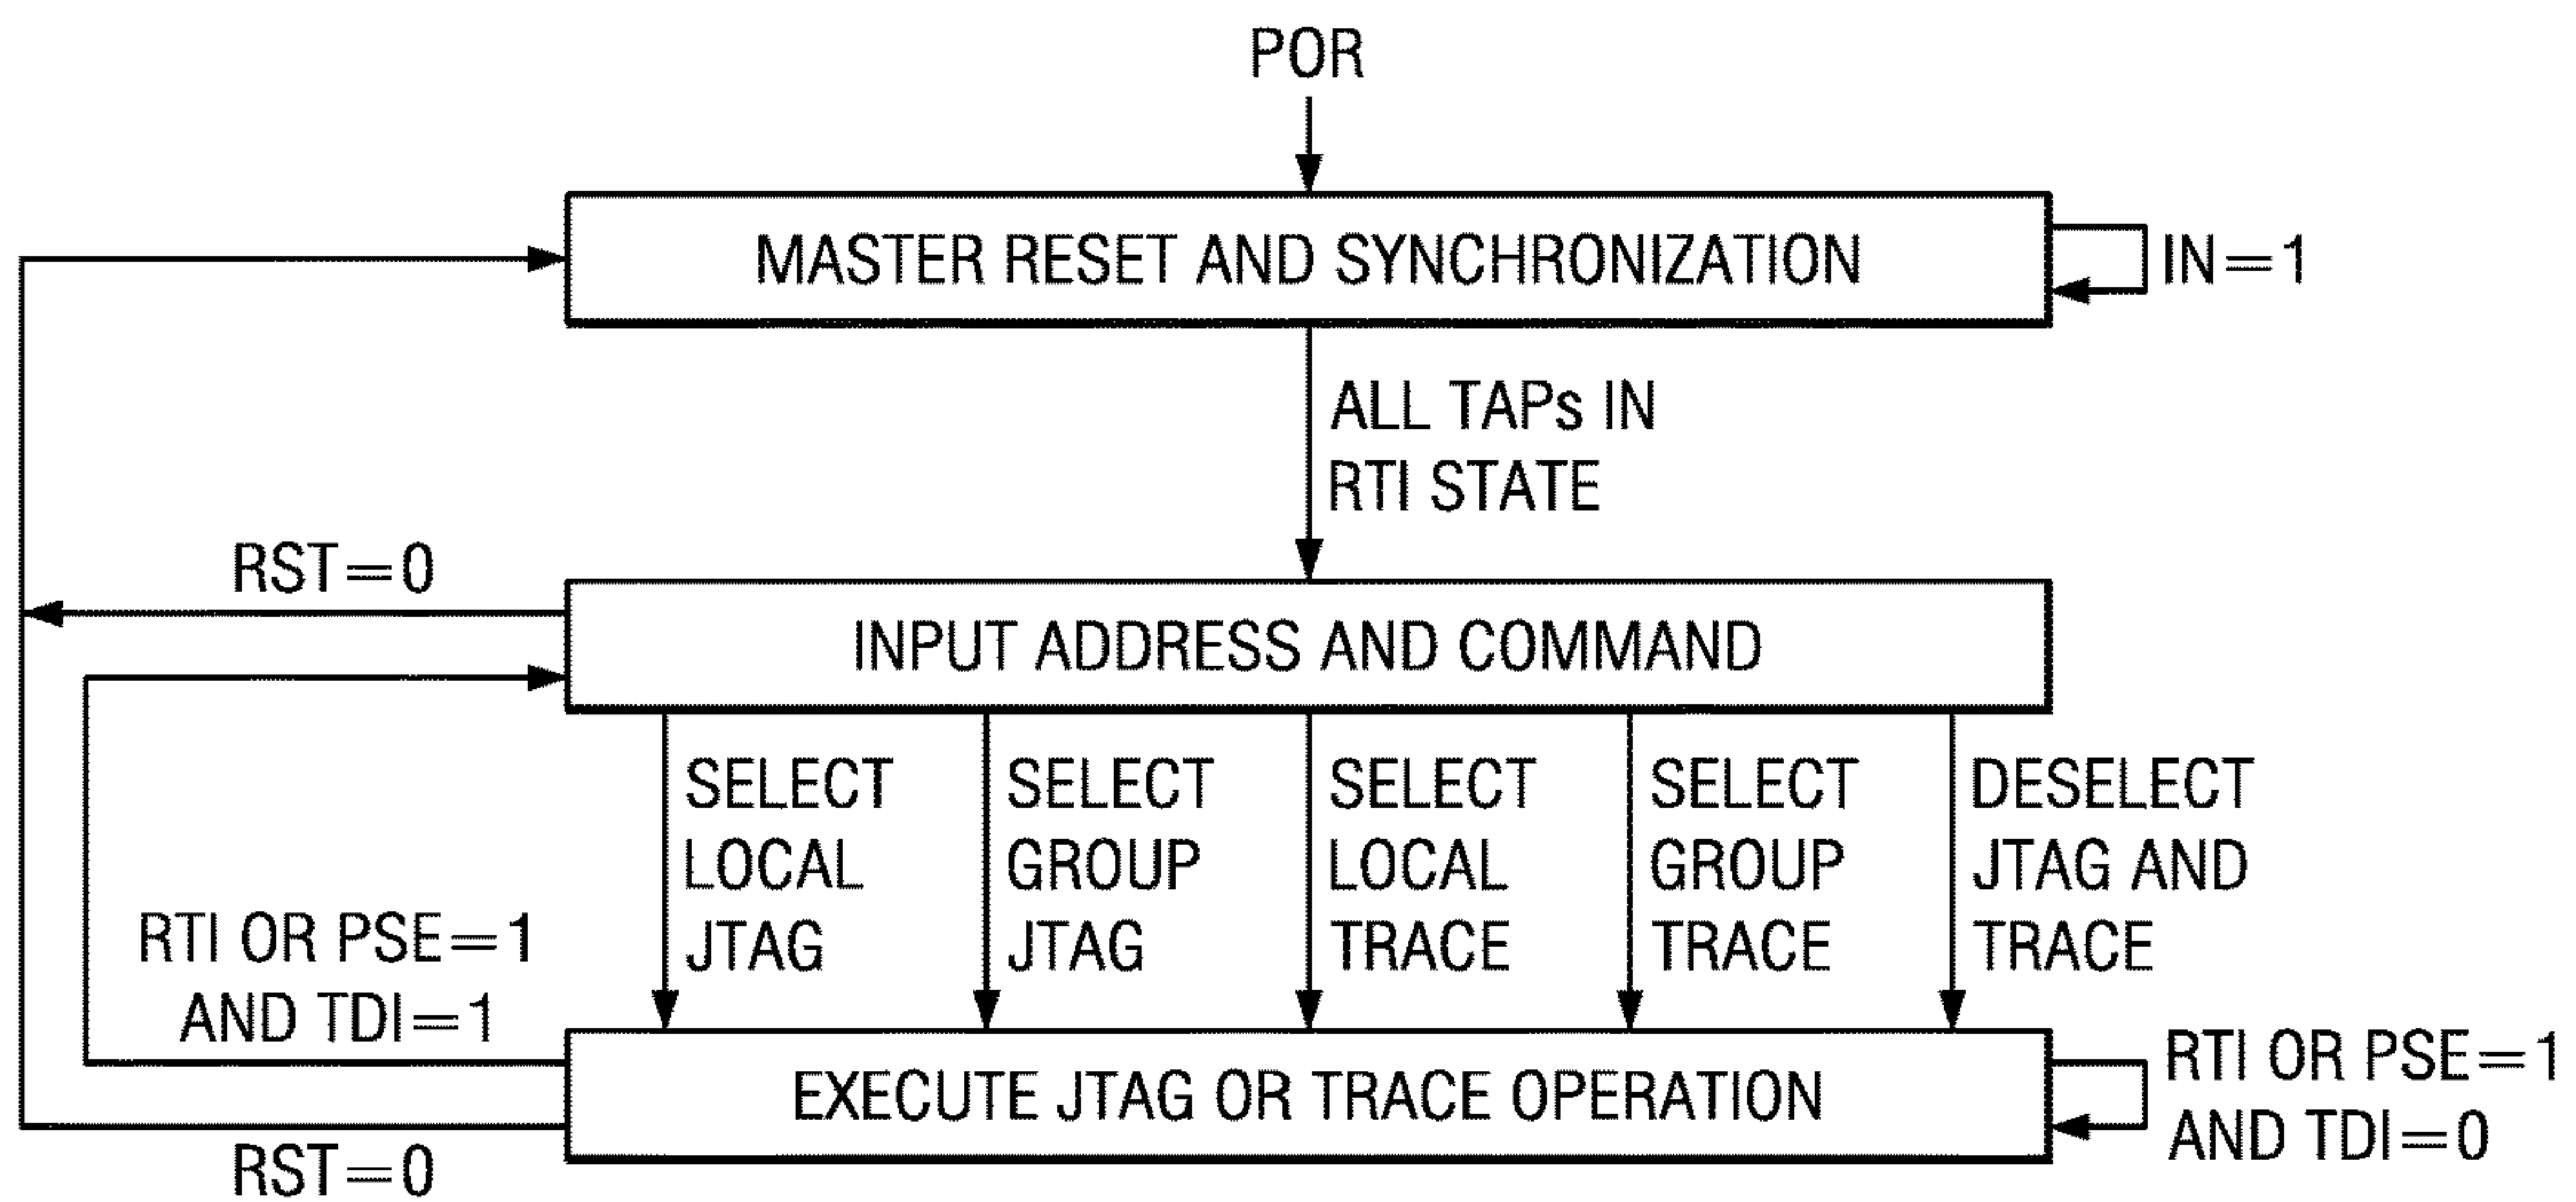 POR
MASTER RESET AND SYNCHRONIZATION
IN=1
ALL TAPs IN
RTI STATE
RST=0
INPUT ADDRESS AND COMMAND
SELECT
LOCAL
JTAG
SELECT
GROUP
JTAG
SELECT
LOCAL
TRACE
SELECT
GROUP
TRACE
DESELECT
JTAG AND
TRACE
RTI OR PSE=1
AND TDI=1
EXECUTE JTAG OR TRACE OPERATION
RTI OR PSE=1
AND TDI=0
RST=0